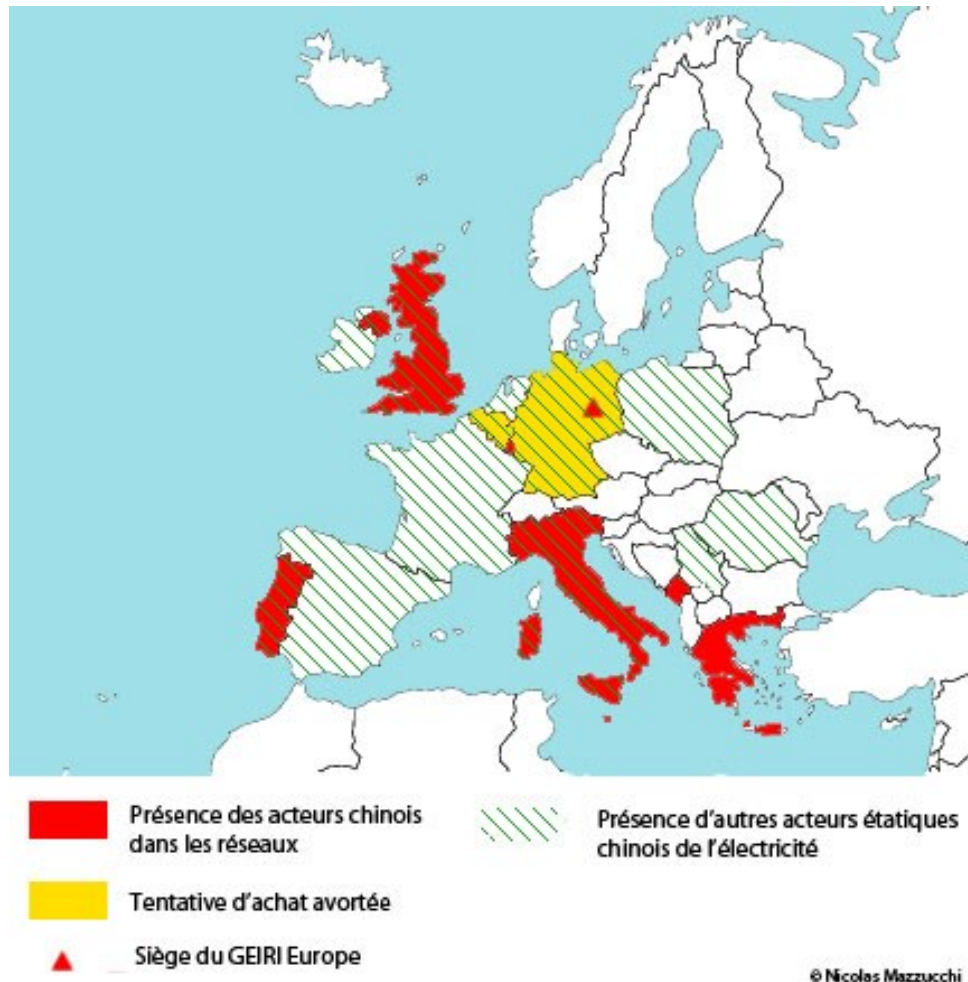 Présence des acteurs chinois
dans les réseaux
Présence d'autres acteurs étatiques
chinois de l'électricité
Tentative d'achat avortée
Siège du GEIRI Europe
© Nicolas Mazzucchi